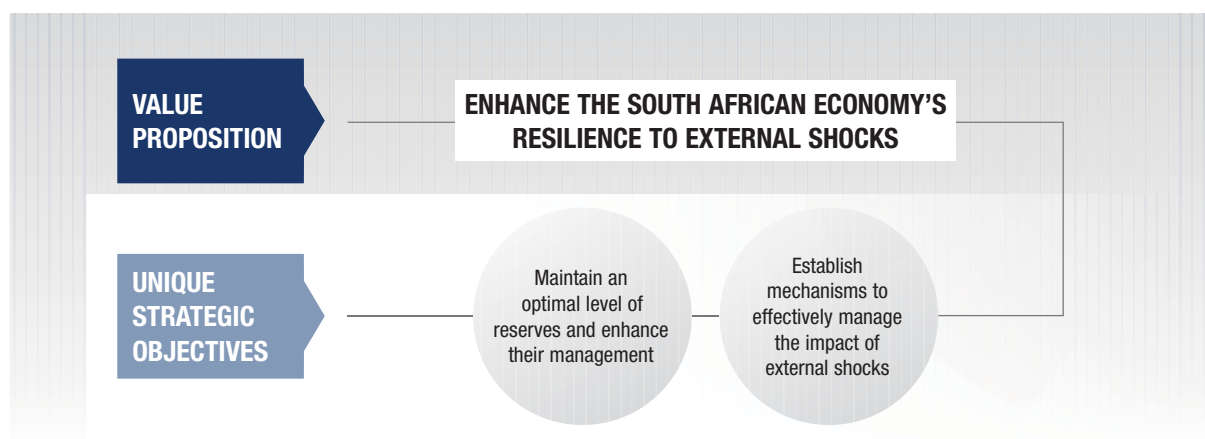 VALUE
PROPOSITION
ENHANCE THE SOUTH AFRICAN ECONOMY'S
RESILIENCE TO EXTERNAL SHOCKS
UNIQUE
STRATEGIC
OBJECTIVES
Maintain an
optimal level of
reserves and enhance
their management
Establish
mechanisms to
effectively manage
the impact of
external shocks